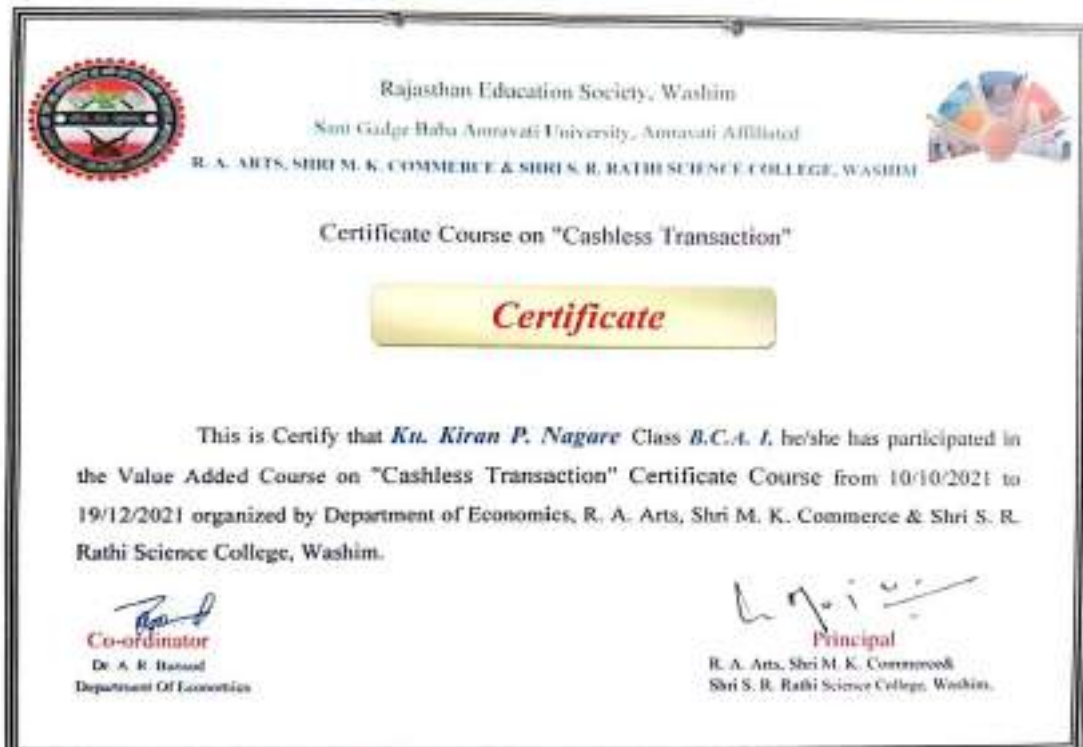 Rajasthan Education Society, Washim
Sant Gadge Baba Amravati University, Amravati Affiliated
R. A. ARTS, SHRI M. K. COMMERCE & SHRI S. R. RATHI SCIENCE COLLEGE, WASHIM
Certificate Course on "Cashless Transaction"
Certificate
This is Certify that Ku. Kiran P. Nagare Class B.C.A. I. he/she has participated in
the Value Added Course on "Cashless Transaction" Certificate Course from 10/10/2021 to
19/12/2021 organized by Department of Economics, R. A. Arts, Shri M. K. Commerce & Shri S. R.
Rathi Science College, Washim.
Co-ordinator
Dr A. R.
Department Of Economics
Principal
R. A. Arts, Shri M. K. Commerce&
Shri S. R. Rathi Science College, Washim.